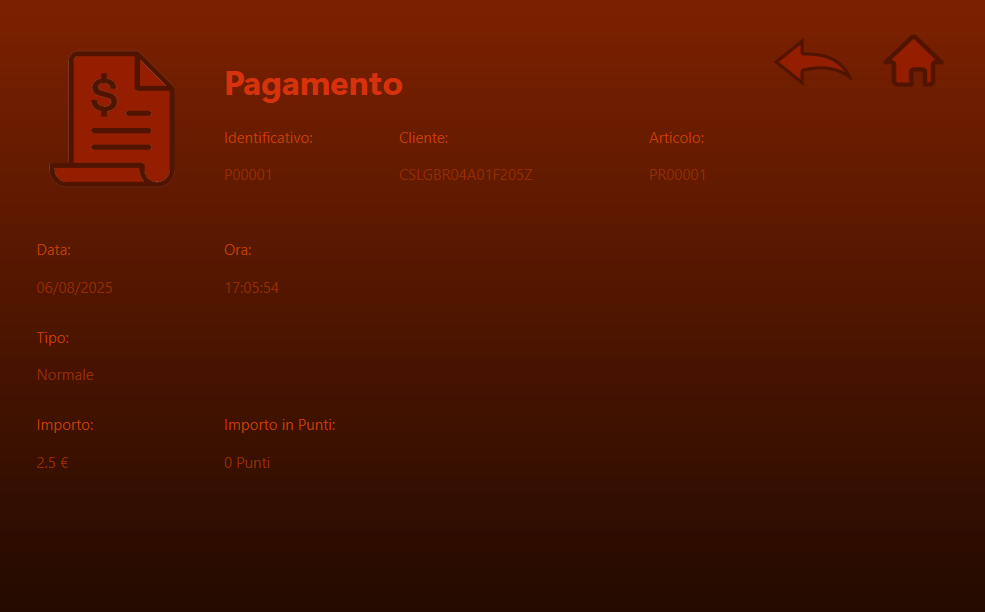 $
Pagamento
Identificativo: Cliente: Articolo:
P00001 CSLGBR04A01F205Z PR00001
Data: Ora:
06/08/2025 17:05:54
Tipo:
Normale
Importo: Importo in Punti:
2.5 € 0 Punti